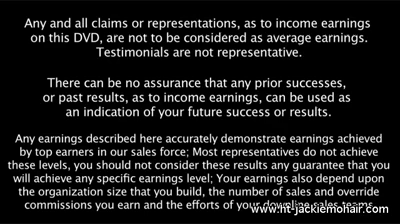 Any and all claims or representations, as to income earnings
on this DVD, are not to be considered as average earnings.
Testimonials are not representative.
There can be no assurance that any prior successes,
or past results, as to income earnings, can be used as
an indication of your future success or results.
Any earnings described here accurately demonstrate earnings achieved
by top earners in our sales force; Most representatives do not achieve
these levels, you should not consider these results any guarantee that you
will achieve any specific earnings level; Your earnings also depend upon
the organization size that you build, the number of sales and override
commissions you earn and the efforts of your downline sales teams
www.ht-jackiemohair.com